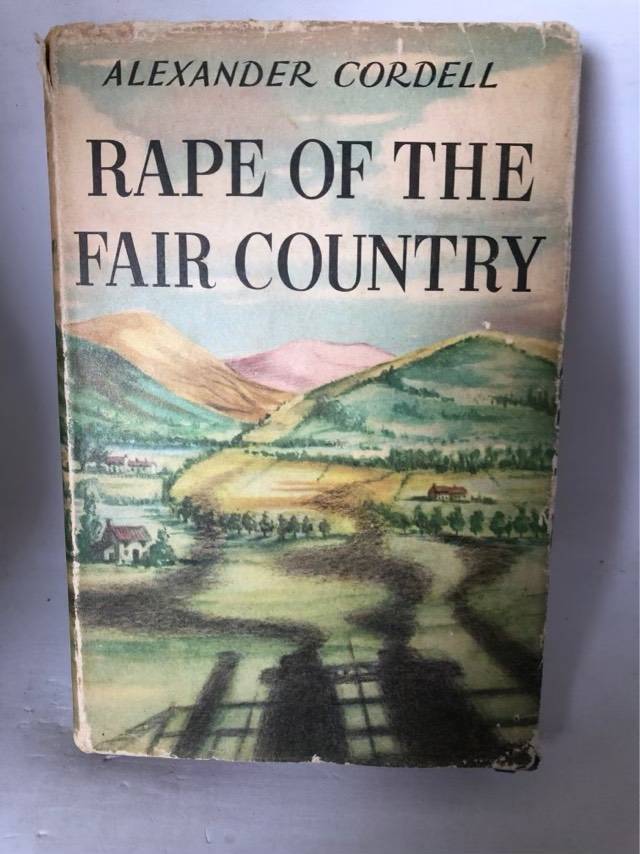 ALEXANDER CORDELL
RAPE OF THE
FAIR COUNTRY